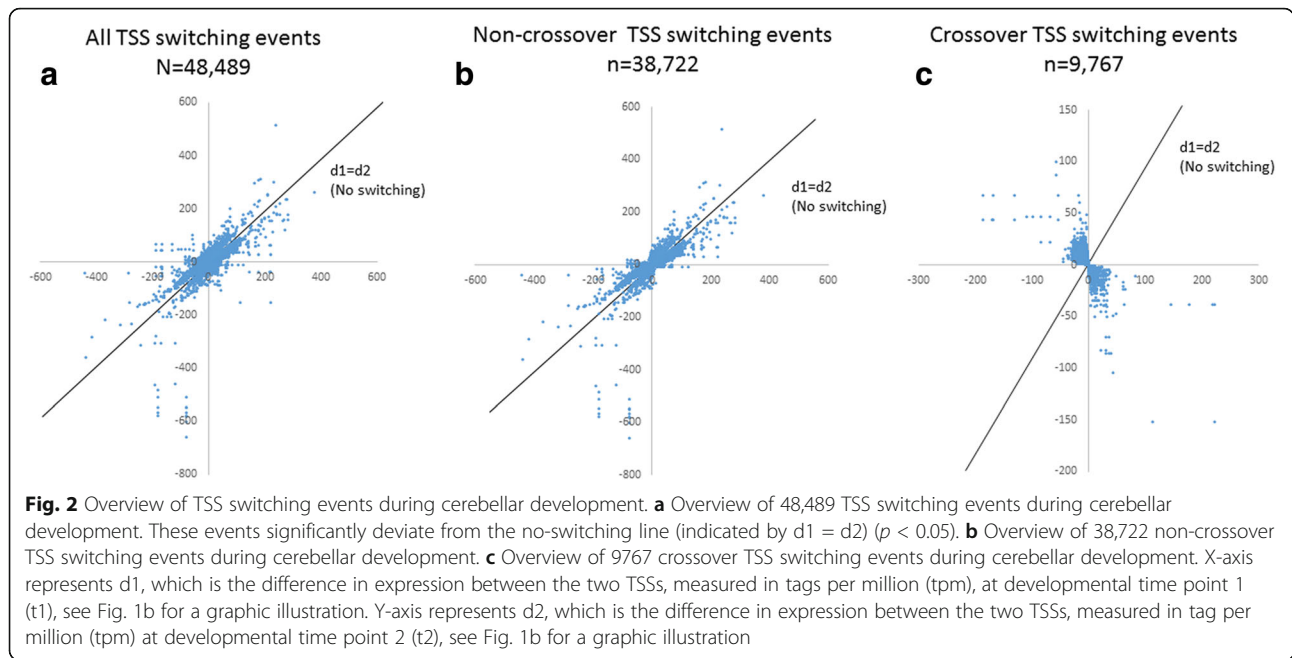 All TSS switching events
N=48,489
a
600
400
200
0
-200
-400
-600
-800
-600
-400
-200
0
200
400
600
d1=d2
(No switching)
Non-crossover TSS switching events
n=38,722
b
600
400
200
0
-200
-400
-600
-800
-600
-400
-200
0
200
400
600
d1=d2
(No switching)
Crossover TSS switching events
n=9,767
c
150
100
50
0
-50
-100
-150
-200
-300
-200
-100
0
100
200
300
d1=d2
(No switching)
Fig. 2 Overview of TSS switching events during cerebellar development. a Overview of 48,489 TSS switching events during cerebellar
development. These events significantly deviate from the no-switching line (indicated by d1 = d2) (p < 0.05). b Overview of 38,722 non-crossover
TSS switching events during cerebellar development. c Overview of 9767 crossover TSS switching events during cerebellar development. X-axis
represents d1, which is the difference in expression between the two TSSs, measured in tags per million (tpm), at developmental time point 1
(t1), see Fig. 1b for a graphic illustration. Y-axis represents d2, which is the difference in expression between the two TSSs, measured in tag per
million (tpm) at developmental time point 2 (t2), see Fig. 1b for a graphic illustration